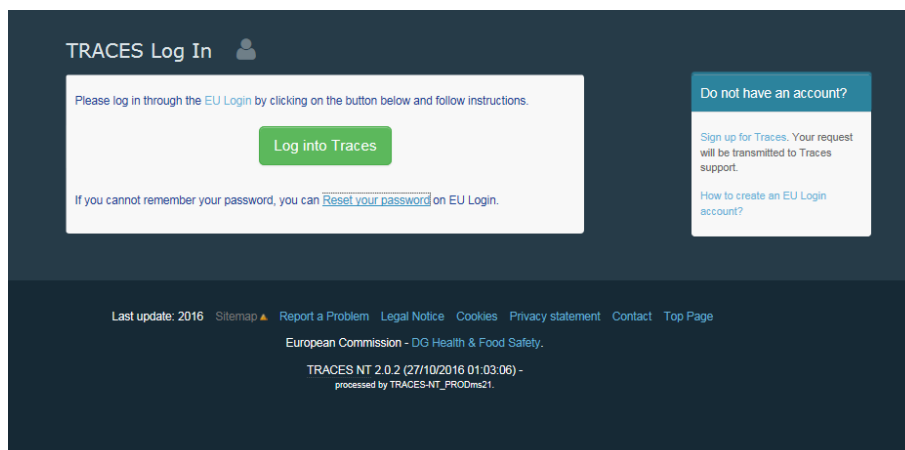 TRACES Log In
Please log in through the EU Login by clicking on the button below and follow instructions.
Log into Traces
If you cannot remember your password, you can Reset your password on EU Login.
Do not have an account?
Sign up for Traces. Your request
will be transmitted to Traces
support.
How to create an EU Login
account?
Last update: 2016 Sitemap Report a Problem Legal Notice Cookies Privacy statement Contact Top Page
European Commission - DG Health & Food Safety.
TRACES NT 2.0.2 (27/10/2016 01:03:06) -
processed by TRACES-NT_PRODms21.